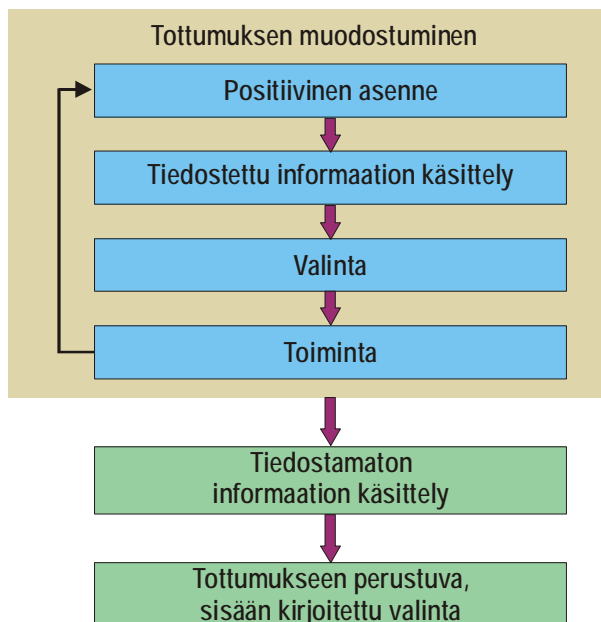 Tottumuksen muodostuminen
Positiivinen asenne
Tiedostettu informaation käsittely
Valinta
Toiminta
Tiedostamaton
informaation käsittely
Tottumukseen perustuva,
sisään kirjoitettu valinta